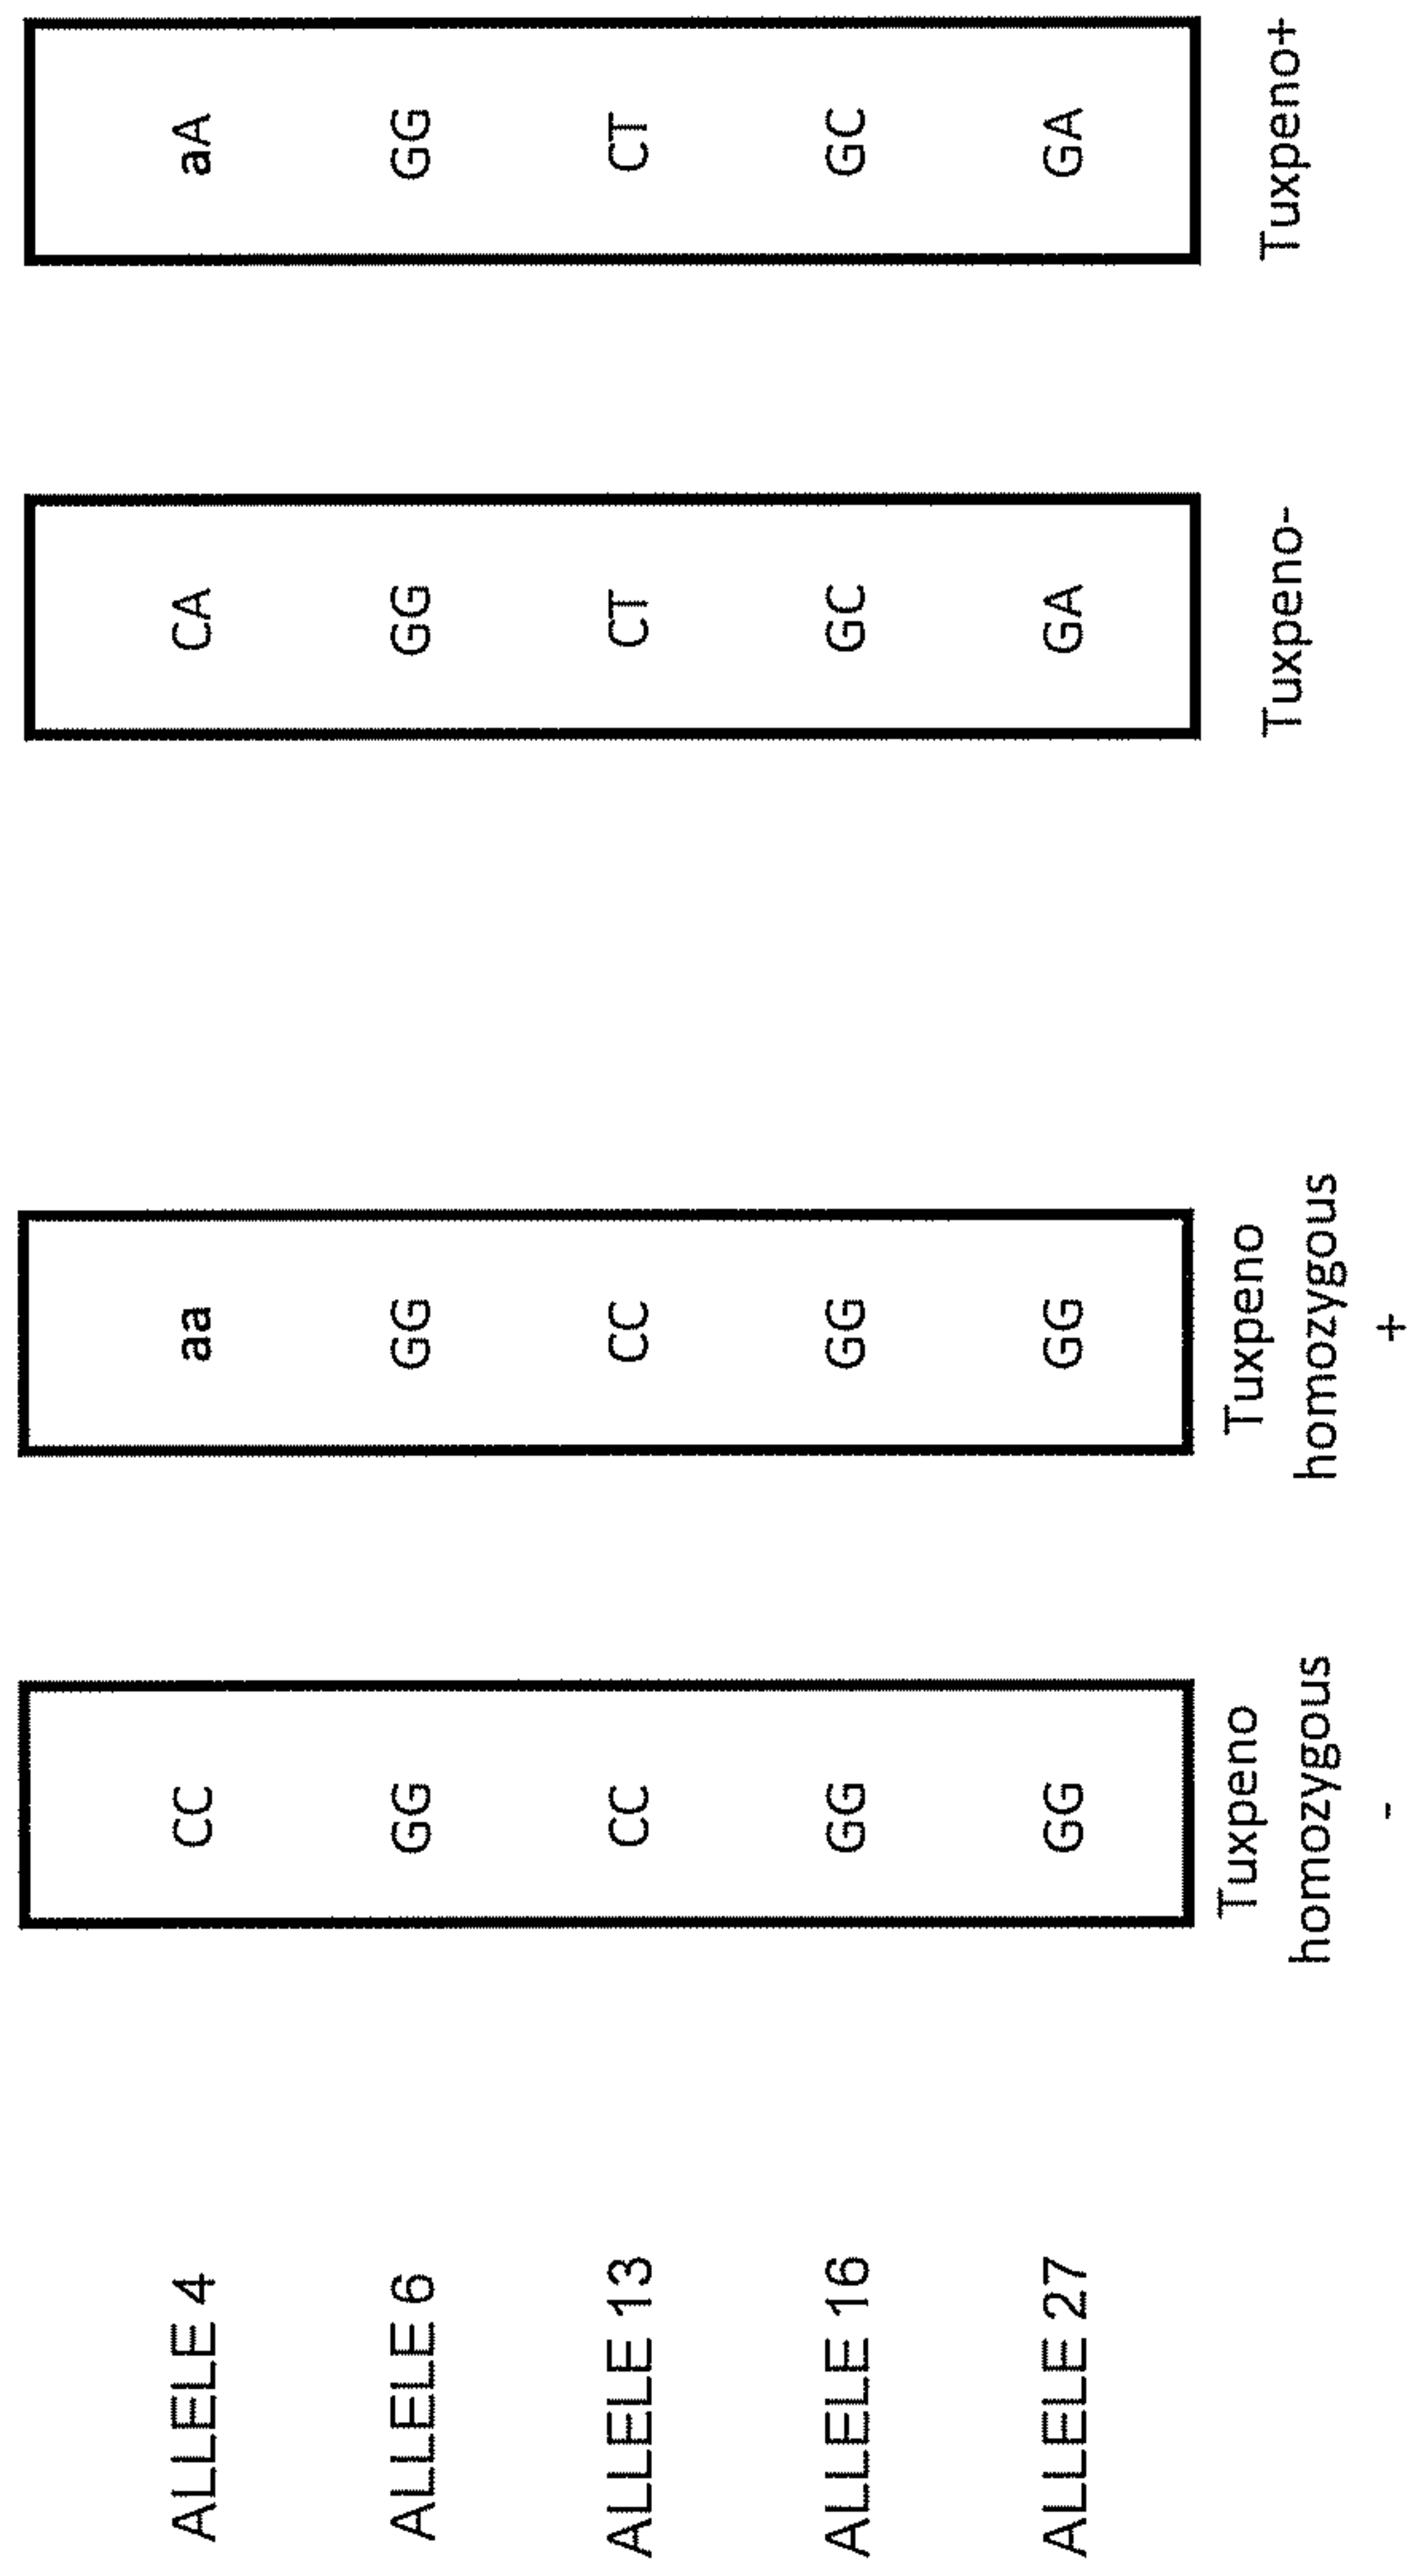 ALLELE 4
CC
aa
CA
aA
ALLELE 6
GG
GG
GG
GG
ALLELE 13
CC
CC
CT
CT
ALLELE 16
GG
GG
GC
GC
ALLELE 27
GG
GG
GA
GA
Tuxpeno
homozygous
-
Tuxpeno
homozygous
+
Tuxpeno-
Tuxpeno+